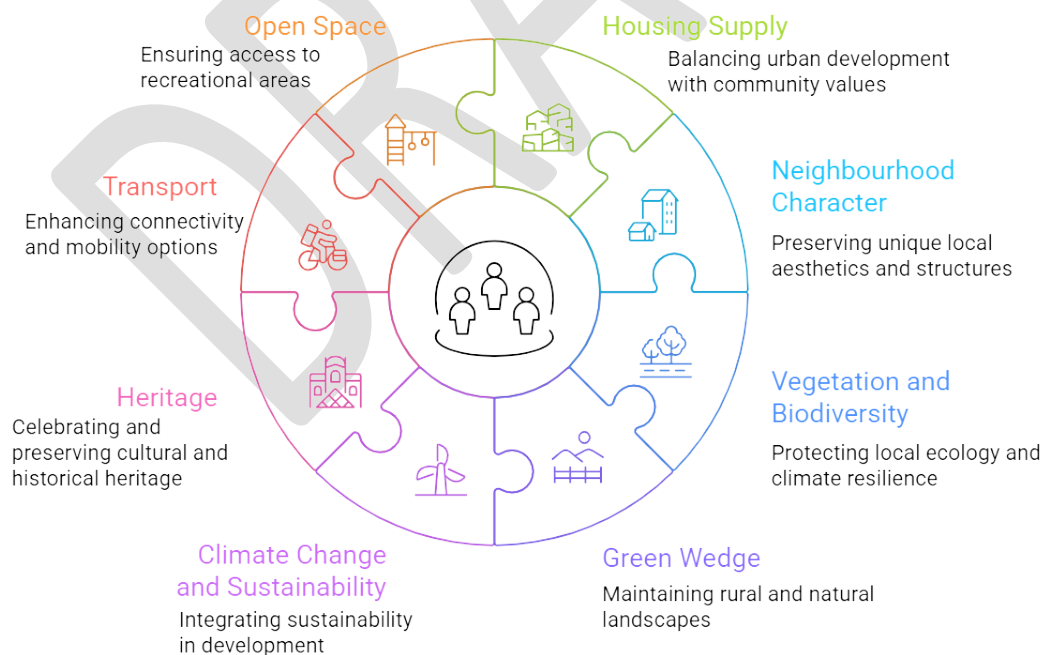 Open Space
Ensuring access to
recreational areas
Housing Supply
Balancing urban development
with community values
Transport
Enhancing connectivity
and mobility options
Neighbourhood
Character
Preserving unique local
aesthetics and structures
Heritage
Celebrating and
preserving cultural and
historical heritage
Vegetation and
Biodiversity
Protecting local ecology and
climate resilience
Climate Change
and Sustainability
Integrating sustainability
in development
Green Wedge
Maintaining rural and natural
landscapes